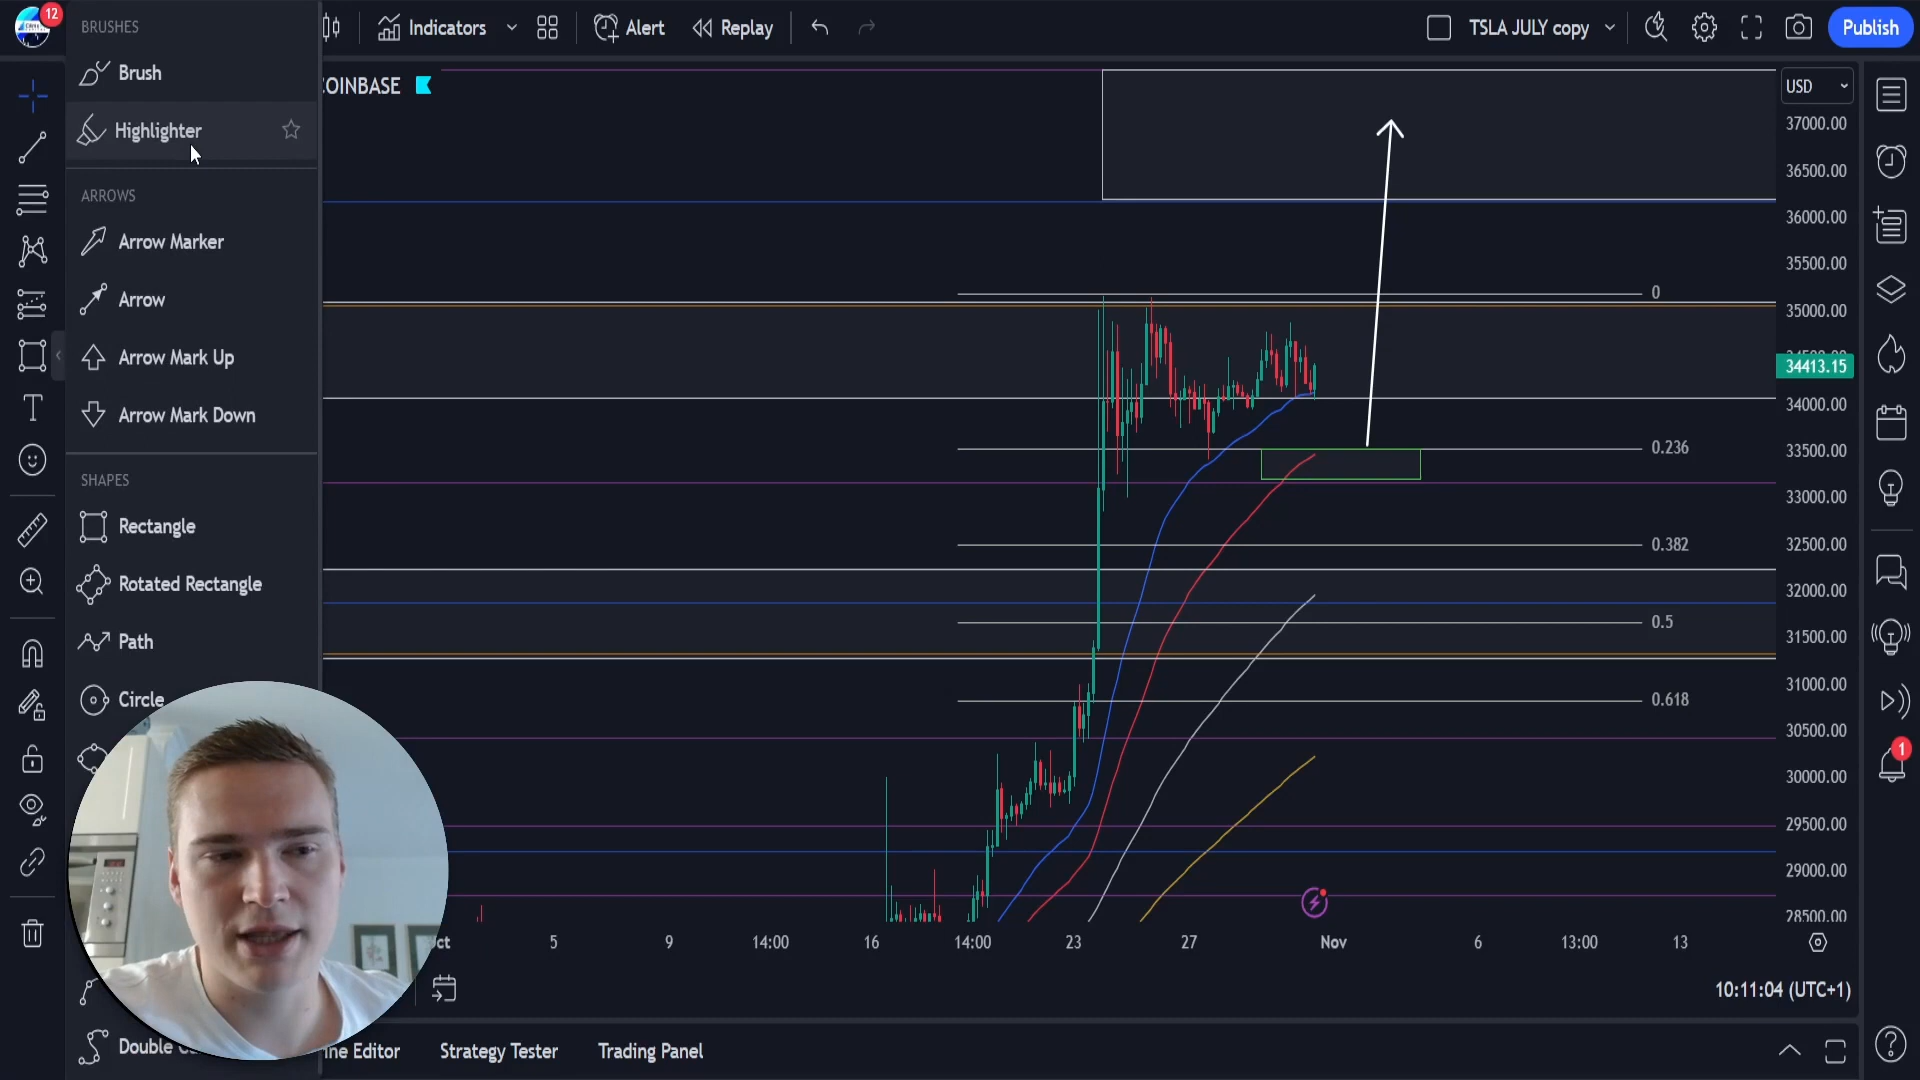 12
BRUSHES
Indicators
Alert
Replay
TSLA JULY copy
Publish
Brush
COINBASE
USD
Highlighter
37000.00
36500.00
ARROWS
36000.00
Arrow Marker
35500.00
Arrow
0
35000.00
Arrow Mark Up
34413.15
34000.00
Arrow Mark Down
0.236
33500.00
SHAPES
33000.00
Rectangle
0.382
32500.00
Rotated Rectangle
32000.00
0.5
Path
31500.00
31000.00
Circle
0.618
30500.00
1
30000.00
29500.00
29000.00
28500.00
5
9
14:00
16
14:00
23
27
Nov
6
13:00
13
10:11:04 (UTC+1)
Double
ine Editor
Strategy Tester
Trading Panel